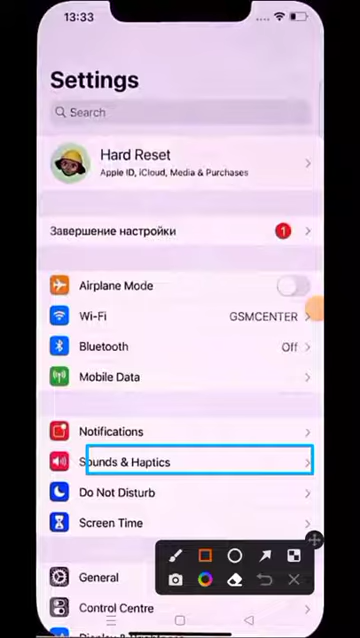 13:33
Settings
Search
Hard Reset
Apple ID, iCloud, Media & Purchases
Завершение настройки
1
Airplane Mode
Wi-Fi
GSMCENTER
Bluetooth
Off
Mobile Data
Notifications
Sounds & Haptics
Do Not Disturb
Screen Time
General
Control Centre